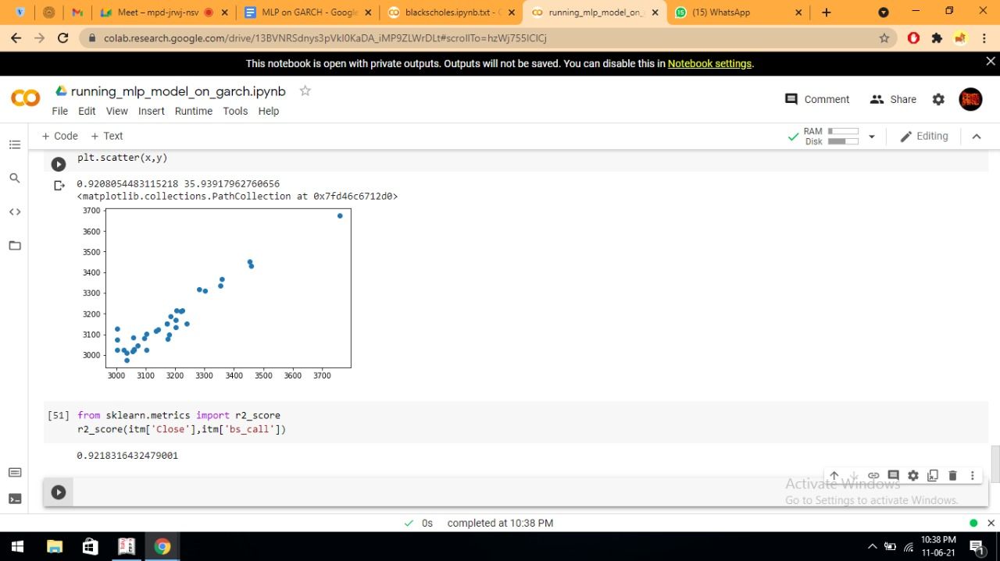 Meet – mpd-jrwj-nsv
MLP on GARCH - Google
blackscholes.ipynb.txt - C
running_mlp_model_on_
(15) WhatsApp
colab.research.google.com/drive/13BVNRSdnys3pVkI0KaDA_iMP9ZLWrDLt#scrollTo=hzWj755ICICj
This notebook is open with private outputs. Outputs will not be saved. You can disable this in Notebook settings.
CO running_mlp_model_on_garch.ipynb
Comment Share
File Edit View Insert Runtime Tools Help
+ Code + Text
RAM
Disk
Editing
plt.scatter(x,y)
0.9208054483115218 35.93917962760656
<matplotlib.collections.PathCollection at 0x7fd46c6712d0>
3700
3600
3500
3400
3300
3200
3100
3000
3000 3100 3200 3300 3400 3500 3600 3700
[51] from sklearn.metrics import r2_score
r2_score(itm['Close'],itm['bs_call'])
0.9218316432479001
Activate Windows
Go to Settings to activate Windows.
0s completed at 10:38 PM
10:38 PM
11-06-21
1